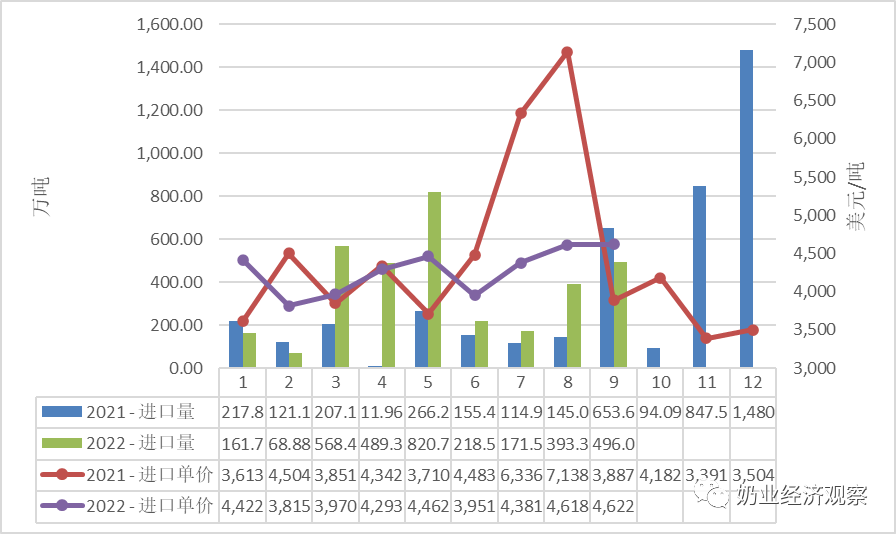 1,600.00
1,400.00
1,200.00
1,000.00
800.00
600.00
400.00
200.00
0.00
万吨
7,500
7,000
6,500
6,000
5,500
5,000
4,500
4,000
3,500
3,000
美元/吨
1 2 3 4 5 6 7 8 9 10 11 12
2021 - 进口量 217.8 121.1 207.1 11.96 266.2 155.4 114.9 145.0 653.6 94.09 847.5 1,480
2022 - 进口量 161.7 68.88 568.4 489.3 820.7 218.5 171.5 393.3 496.0
2021 - 进口单价 3,613 4,504 3,851 4,342 3,710 4,483 6,336 7,138 3,887 4,182 3,391 3,504
2022 - 进口单价 4,422 3,815 3,970 4,293 4,462 3,951 4,381 4,618 4,622
奶业经济观察